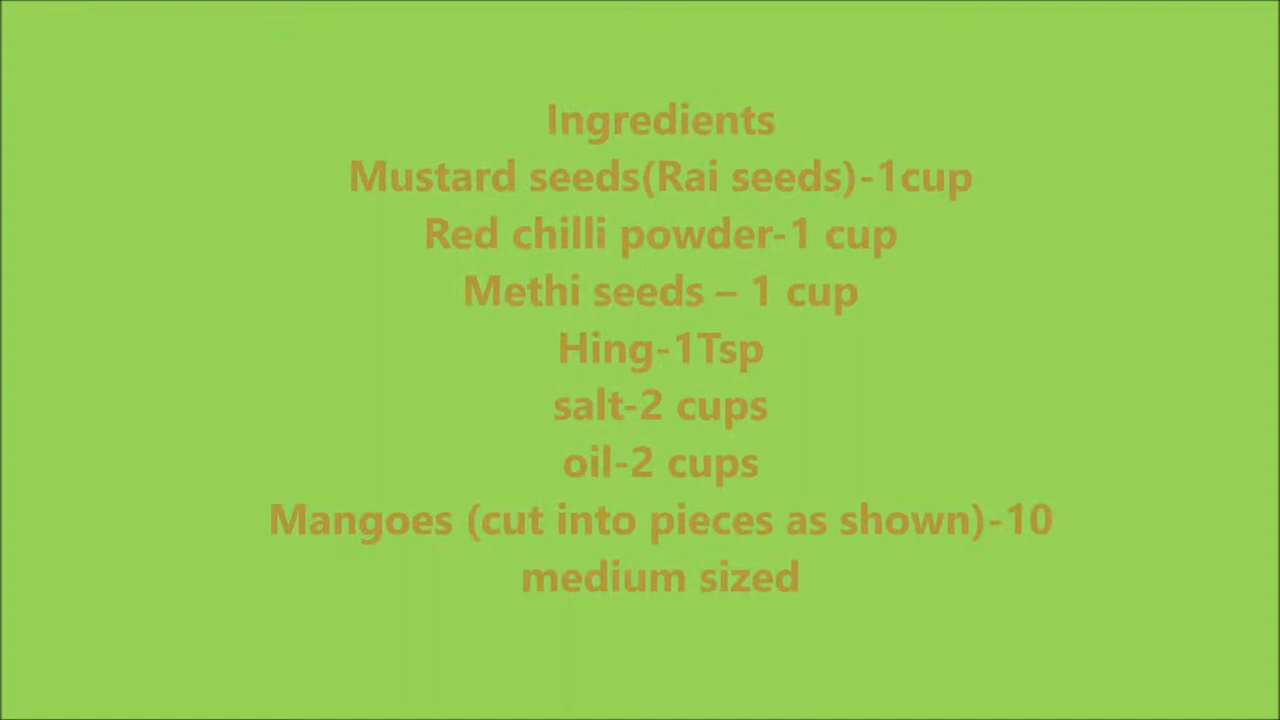 Ingredients
Mustard seeds(Rai seeds)-1cup
Red chilli powder-1 cup
Methi seeds – 1 cup
Hing-1Tsp
salt-2 cups
oil-2 cups
Mangoes (cut into pieces as shown)-10
medium sized